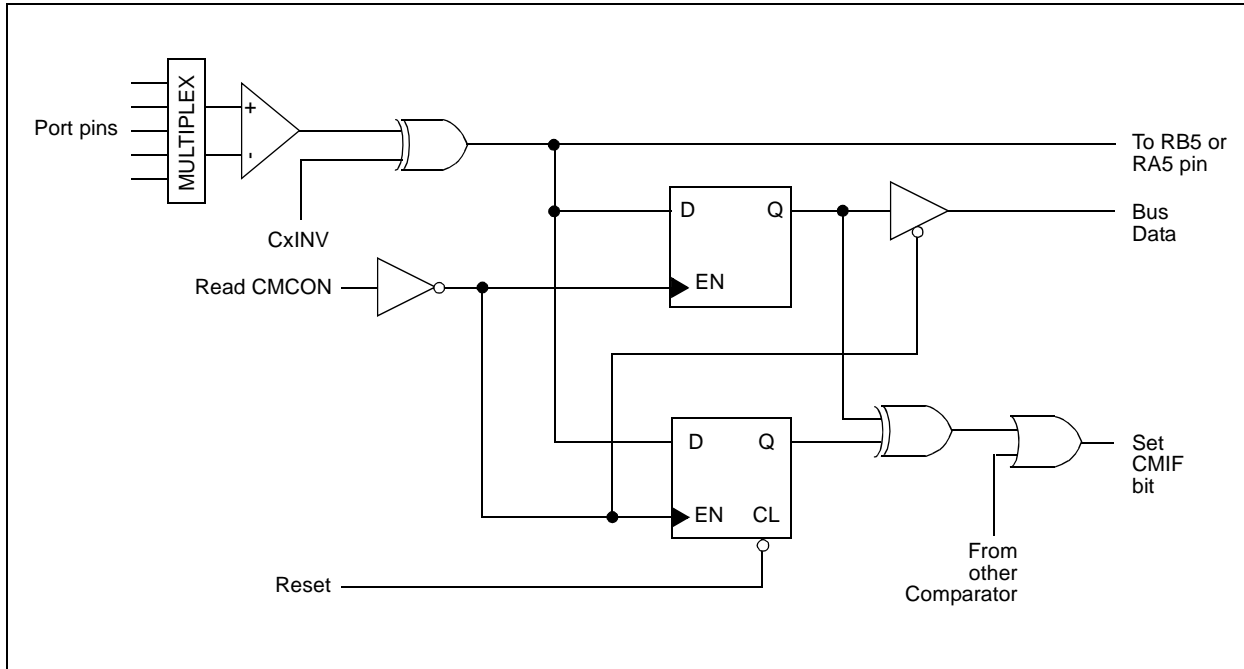 MULTIPLEX
+
-
Port pins
To RB5 or
RA5 pin
CxINV
D
Q
EN
Bus
Data
Read CMCON
D
Q
EN
CL
Set
CMIF
bit
From
other
Comparator
Reset